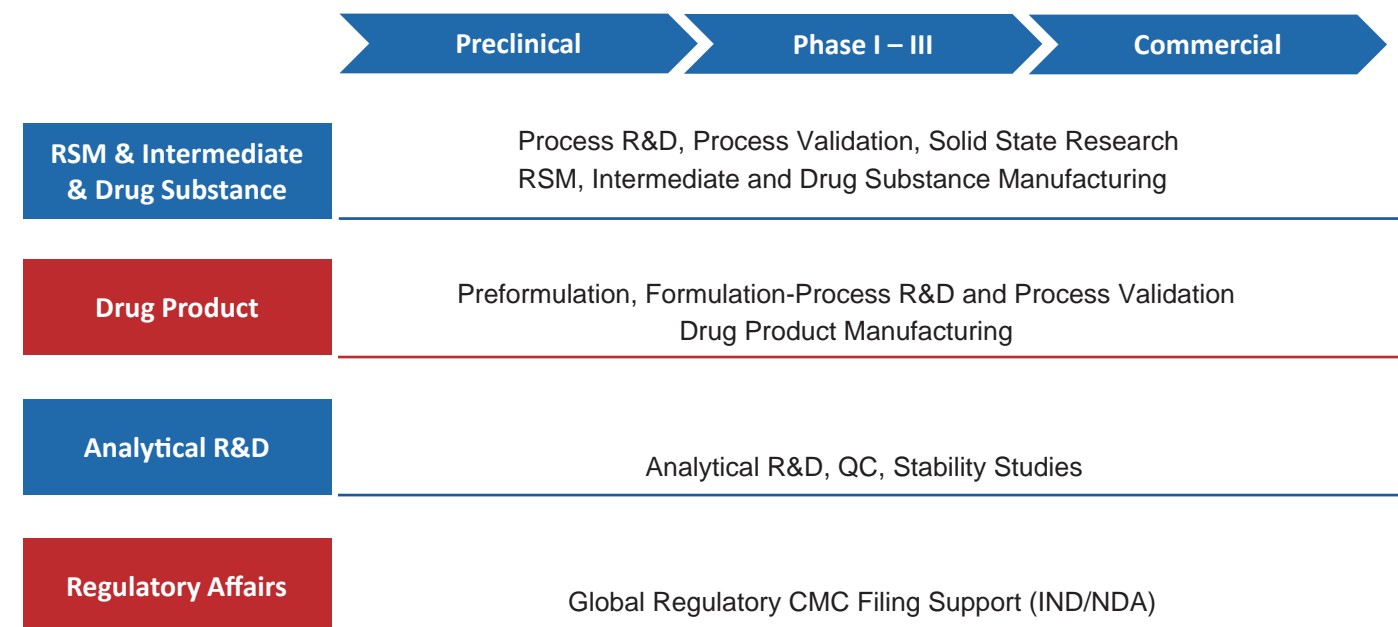 Preclinical
Phase I – III
Commercial
RSM & Intermediate
& Drug Substance
Process R&D, Process Validation, Solid State Research
RSM, Intermediate and Drug Substance Manufacturing
Drug Product
Preformulation, Formulation-Process R&D and Process Validation
Drug Product Manufacturing
Analytical R&D
Analytical R&D, QC, Stability Studies
Regulatory Affairs
Global Regulatory CMC Filing Support (IND/NDA)